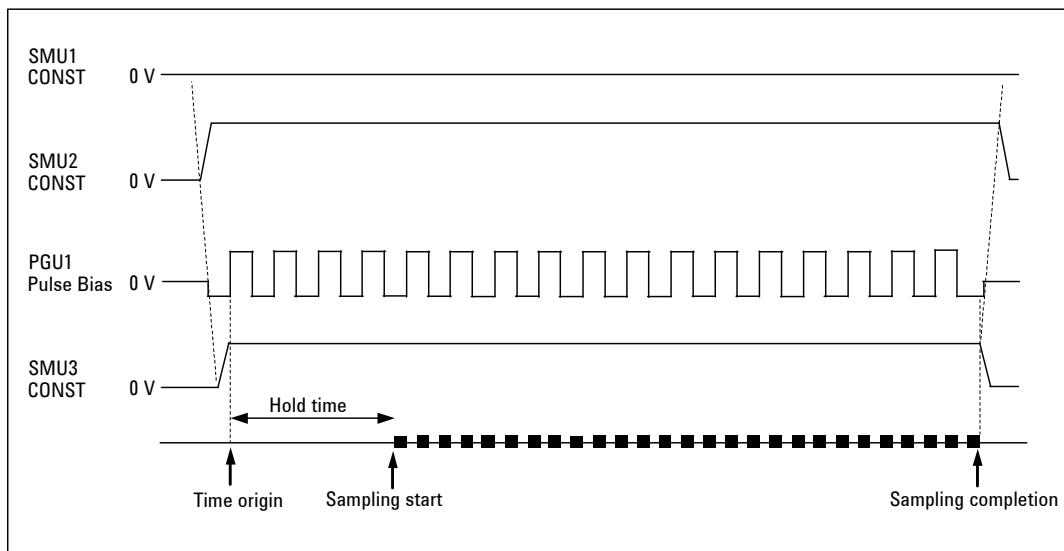 SMU1
CONST 0 V
SMU2
CONST 0 V
PGU1
Pulse Bias 0 V
SMU3
CONST 0 V
Hold time
Time origin
Sampling start
Sampling completion